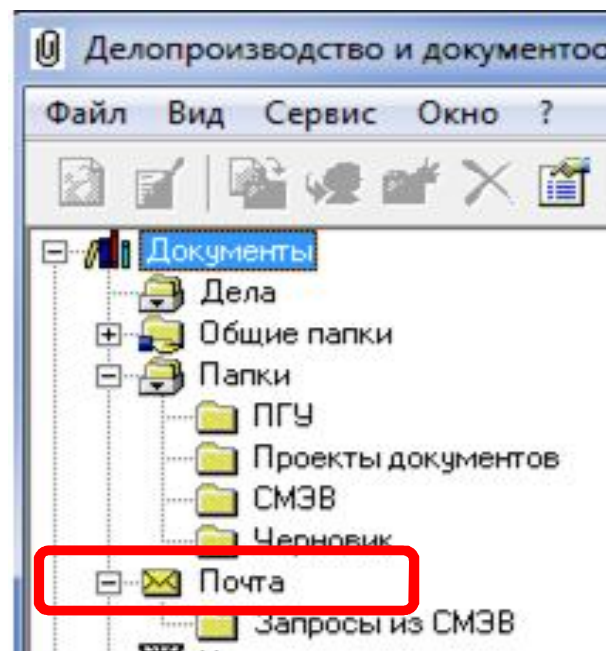 Делопроизводство и документоо
Файл Вид Сервис Окно ?
Документы
Дела
Общие папки
Папки
ПГУ
Проекты документов
СМЭВ
Черновик
Почта
Запросы из СМЭВ